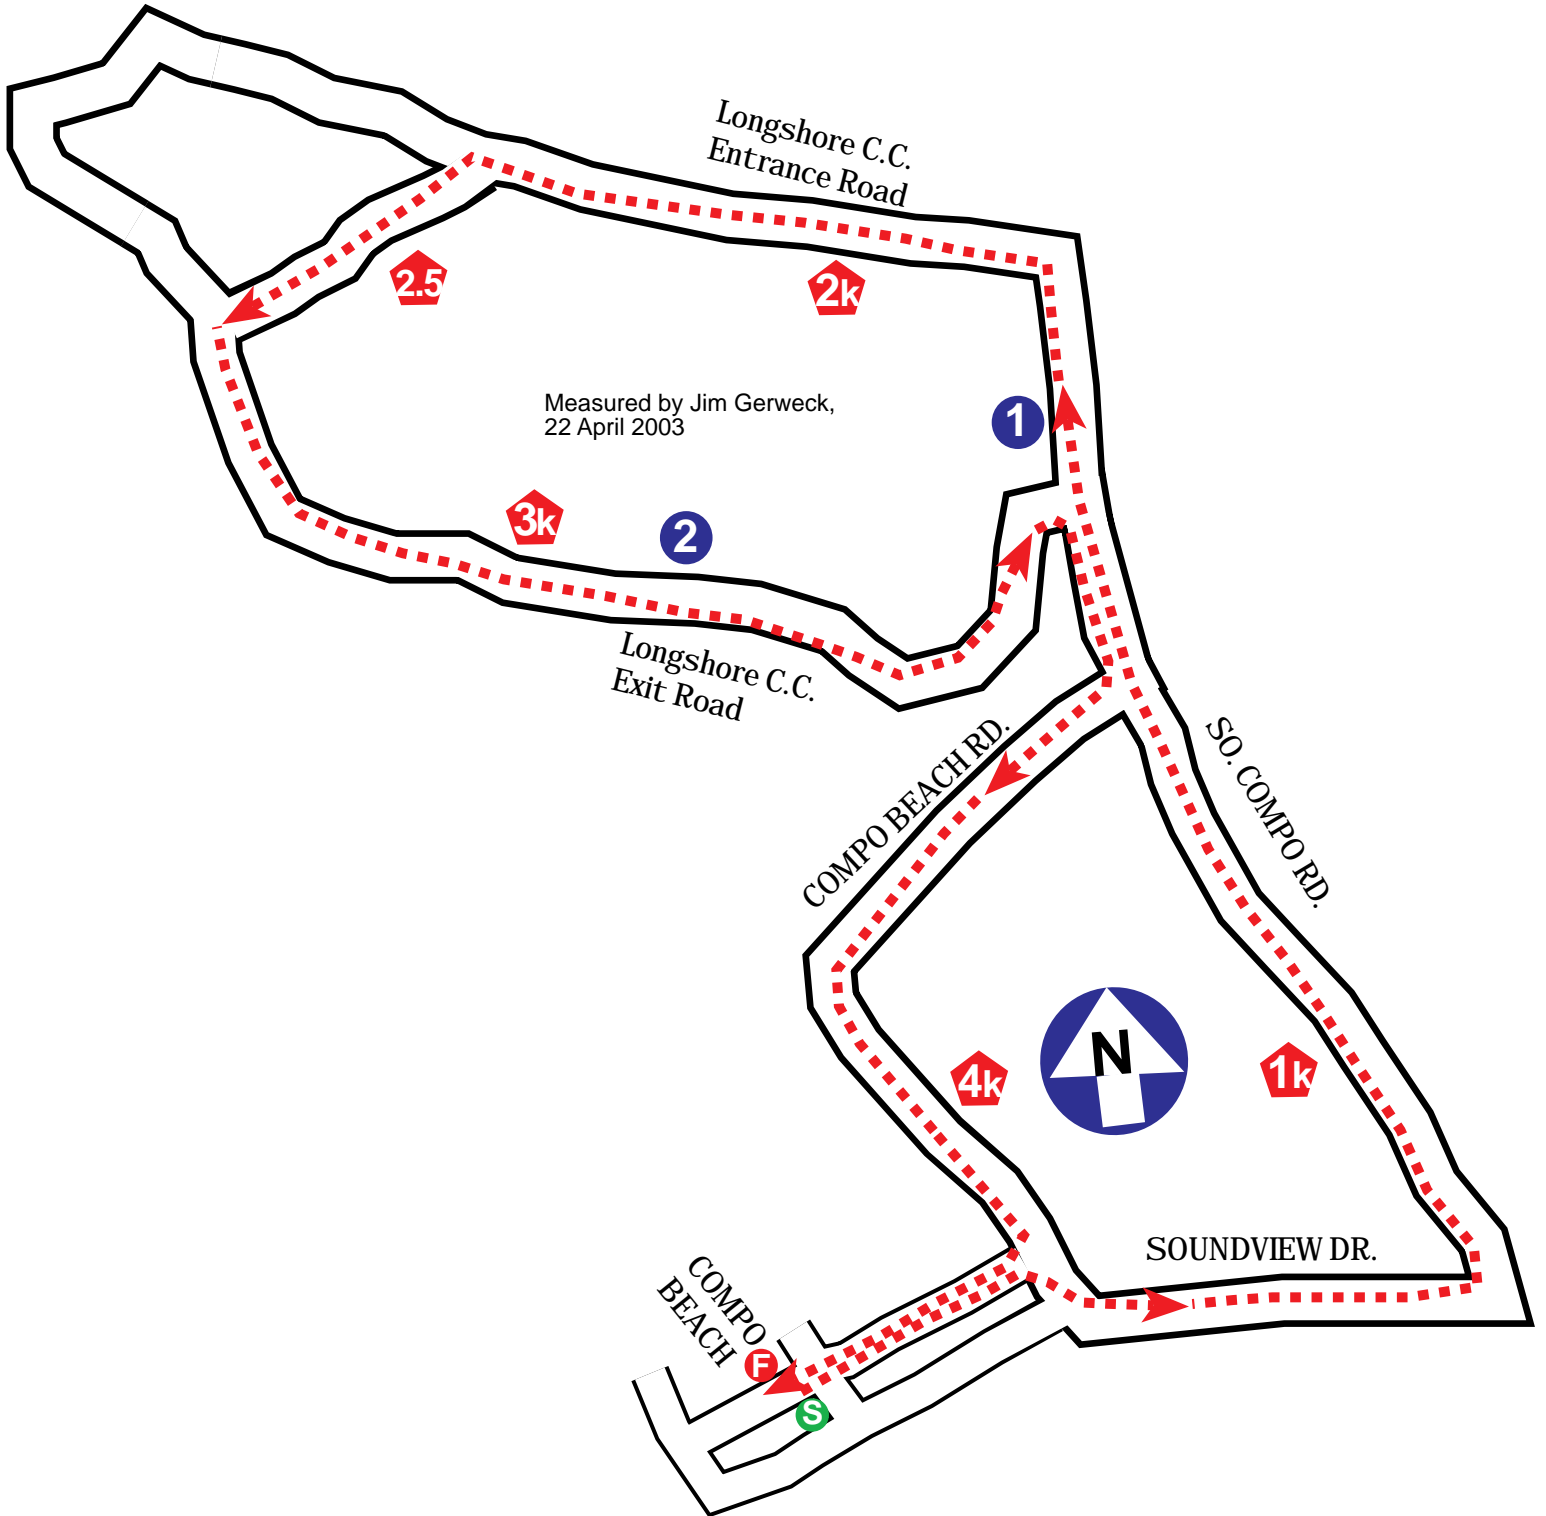 Longshore C.C.
Entrance Road
2.5
2k
Measured by Jim Gerweck,
22 April 2003
1
3k
2
Longshore C.C.
Exit Road
COMPO BEACH RD.
SO. COMPO RD.
N
4k
1k
SOUNDVIEW DR.
COMPO
BEACH
F
S